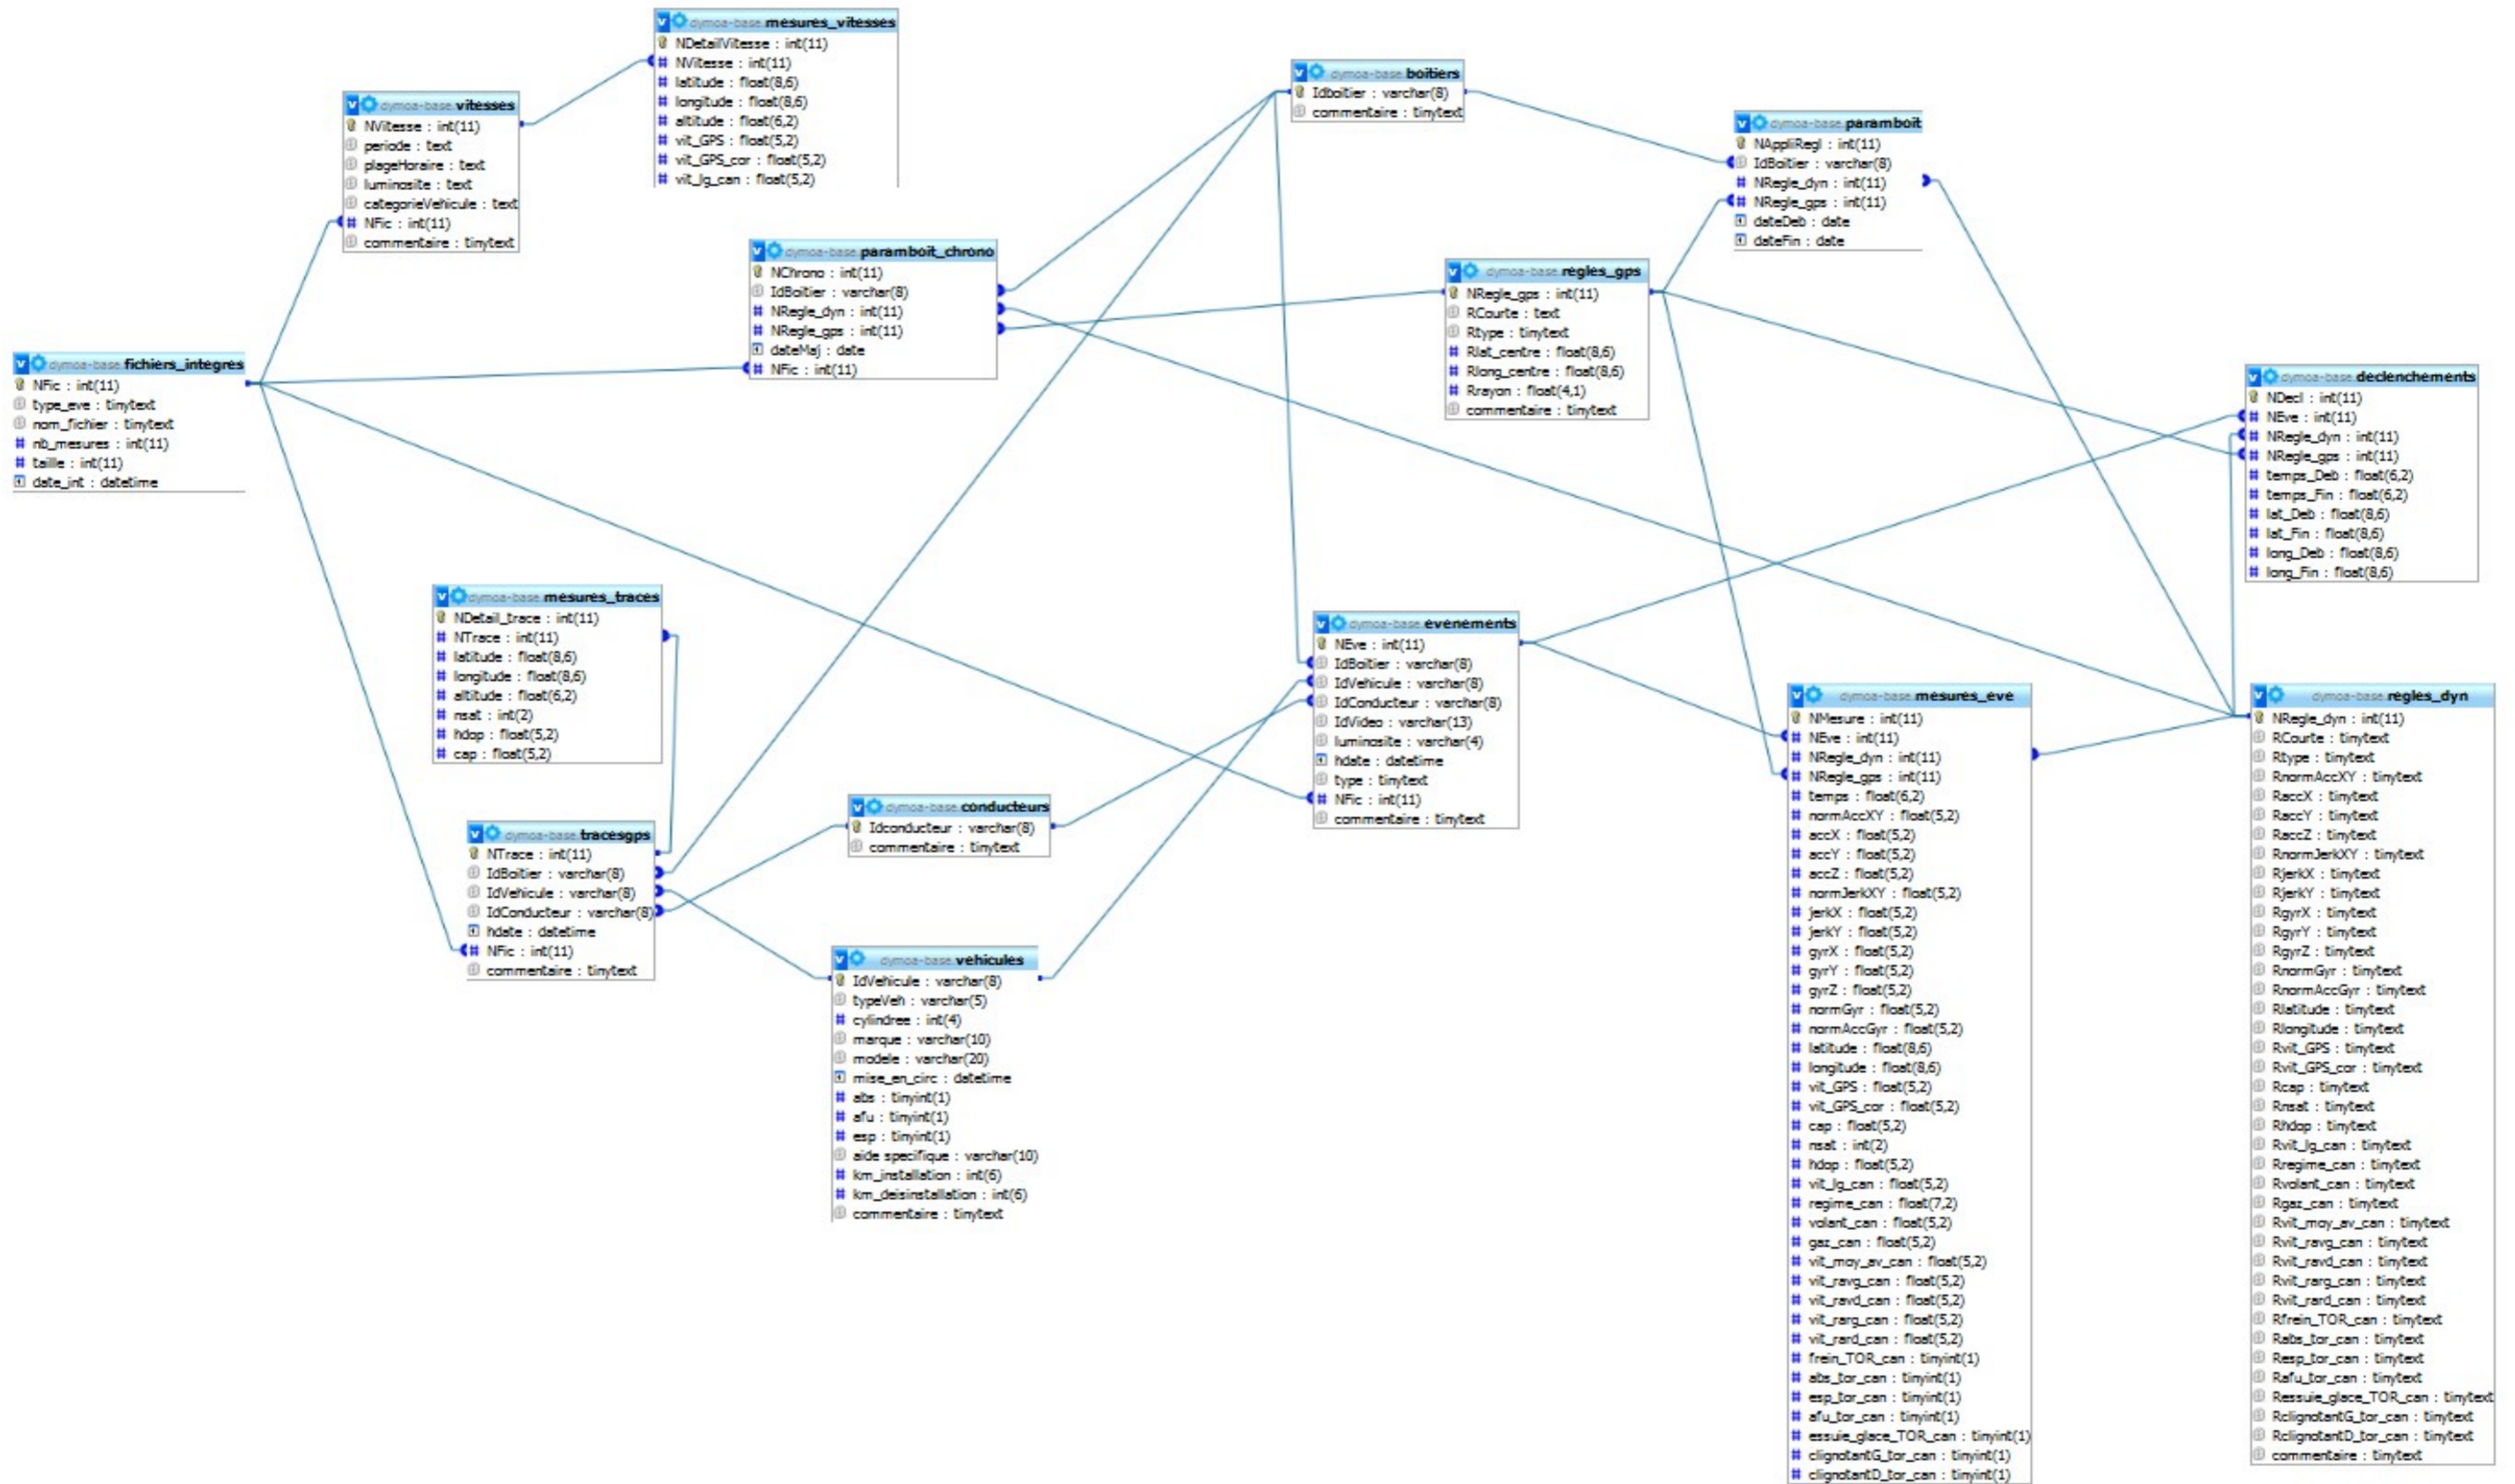 dymoa-base.mesures_vitesses
NDetailVitesse : int(11)
NVitesse : int(11)
latitude : float(8,6)
longitude : float(8,6)
altitude : float(6,2)
vit_GPS : float(5,2)
vit_GPS_cor : float(5,2)
vit_lg_can : float(5,2)
dymoa-base.vitesses
NVitesse : int(11)
periode : text
plageHoraire : text
luminosite : text
categorieVehicule : text
NFic : int(11)
commentaire : tinytext
dymoa-base.boitiers
Idboitier : varchar(8)
commentaire : tinytext
dymoa-base.paramboit
NAppliRegl : int(11)
IdBoitier : varchar(8)
NRegle_dyn : int(11)
NRegle_gps : int(11)
dateDeb : date
dateFin : date
dymoa-base.paramboit_chrono
NChrono : int(11)
IdBoitier : varchar(8)
NRegle_dyn : int(11)
NRegle_gps : int(11)
dateMaj : date
NFic : int(11)
dymoa-base.regles_gps
NRegle_gps : int(11)
RCourte : text
Rtype : tinytext
Rlat_centre : float(8,6)
Rlong_centre : float(8,6)
Rrayon : float(4,1)
commentaire : tinytext
dymoa-base.fichiers_integres
NFic : int(11)
type_eve : tinytext
nom_fichier : tinytext
nb_mesures : int(11)
taille : int(11)
date_int : datetime
dymoa-base.declenchements
NDecl : int(11)
NEve : int(11)
NRegle_dyn : int(11)
NRegle_gps : int(11)
temps_Deb : float(6,2)
temps_Fin : float(6,2)
lat_Deb : float(8,6)
lat_Fin : float(8,6)
long_Deb : float(8,6)
long_Fin : float(8,6)
dymoa-base.mesures_traces
NDetail_trace : int(11)
NTrace : int(11)
latitude : float(8,6)
longitude : float(8,6)
altitude : float(6,2)
nsat : int(2)
hdop : float(5,2)
cap : float(5,2)
dymoa-base.evenements
NEve : int(11)
IdBoitier : varchar(8)
IdVehicule : varchar(8)
IdConducteur : varchar(8)
IdVideo : varchar(13)
luminosite : varchar(4)
hdate : datetime
type : tinytext
NFic : int(11)
commentaire : tinytext
dymoa-base.tracesgps
NTrace : int(11)
IdBoitier : varchar(8)
IdVehicule : varchar(8)
IdConducteur : varchar(8)
hdate : datetime
NFic : int(11)
commentaire : tinytext
dymoa-base.conducteurs
Idconducteur : varchar(8)
commentaire : tinytext
dymoa-base.vehicules
IdVehicule : varchar(8)
typeVeh : varchar(5)
cylindree : int(4)
marque : varchar(10)
modele : varchar(20)
mise_en_circ : datetime
abs : tinyint(1)
afu : tinyint(1)
esp : tinyint(1)
aide specifique : varchar(10)
km_installation : int(6)
km_deisinstallation : int(6)
commentaire : tinytext
dymoa-base.mesures_eve
NMesure : int(11)
NEve : int(11)
NRegle_dyn : int(11)
NRegle_gps : int(11)
temps : float(6,2)
normAccXY : float(5,2)
accX : float(5,2)
accY : float(5,2)
accZ : float(5,2)
normJerkXY : float(5,2)
jerkX : float(5,2)
jerkY : float(5,2)
gyrX : float(5,2)
gyrY : float(5,2)
gyrZ : float(5,2)
normGyr : float(5,2)
normAccGyr : float(5,2)
latitude : float(8,6)
longitude : float(8,6)
vit_GPS : float(5,2)
vit_GPS_cor : float(5,2)
cap : float(5,2)
nsat : int(2)
hdop : float(5,2)
vit_lg_can : float(5,2)
regime_can : float(7,2)
volant_can : float(5,2)
gaz_can : float(5,2)
vit_moy_av_can : float(5,2)
vit_ravg_can : float(5,2)
vit_ravd_can : float(5,2)
vit_rarg_can : float(5,2)
vit_rard_can : float(5,2)
frein_TOR_can : tinyint(1)
abs_tor_can : tinyint(1)
esp_tor_can : tinyint(1)
afu_tor_can : tinyint(1)
essuie_glace_TOR_can : tinyint(1)
clignotantG_tor_can : tinyint(1)
clignotantD_tor_can : tinyint(1)
dymoa-base.regles_dyn
NRegle_dyn : int(11)
RCourte : tinytext
Rtype : tinytext
RnormAccXY : tinytext
RaccX : tinytext
RaccY : tinytext
RaccZ : tinytext
RnormJerkXY : tinytext
RjerkX : tinytext
RjerkY : tinytext
RgyrX : tinytext
RgyrY : tinytext
RgyrZ : tinytext
RnormGyr : tinytext
RnormAccGyr : tinytext
Rlatitude : tinytext
Rlongitude : tinytext
Rvit_GPS : tinytext
Rvit_GPS_cor : tinytext
Rcap : tinytext
Rnsat : tinytext
Rhdop : tinytext
Rvit_lg_can : tinytext
Rregime_can : tinytext
Rvolant_can : tinytext
Rgaz_can : tinytext
Rvit_moy_av_can : tinytext
Rvit_ravg_can : tinytext
Rvit_ravd_can : tinytext
Rvit_rarg_can : tinytext
Rvit_rard_can : tinytext
Rfrein_TOR_can : tinytext
Rabs_tor_can : tinytext
Resp_tor_can : tinytext
Rafu_tor_can : tinytext
Ressuie_glace_TOR_can : tinytext
RclignotantG_tor_can : tinytext
RclignotantD_tor_can : tinytext
commentaire : tinytext